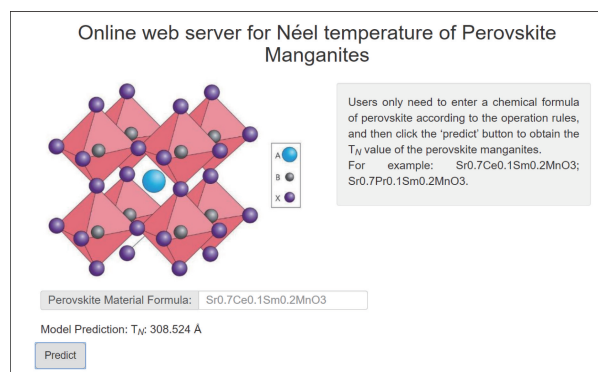 Online web server for Néel temperature of Perovskite
Manganites
Users only need to enter a chemical formula
of perovskite according to the operation rules,
and then click the 'predict' button to obtain the
TN value of the perovskite manganites.
For example: Sr0.7Ce0.1Sm0.2MnO3;
Sr0.7Pr0.1Sm0.2MnO3.
A
B
X
Perovskite Material Formula: Sr0.7Ce0.1Sm0.2MnO3
Model Prediction: TN: 308.524 Å
Predict